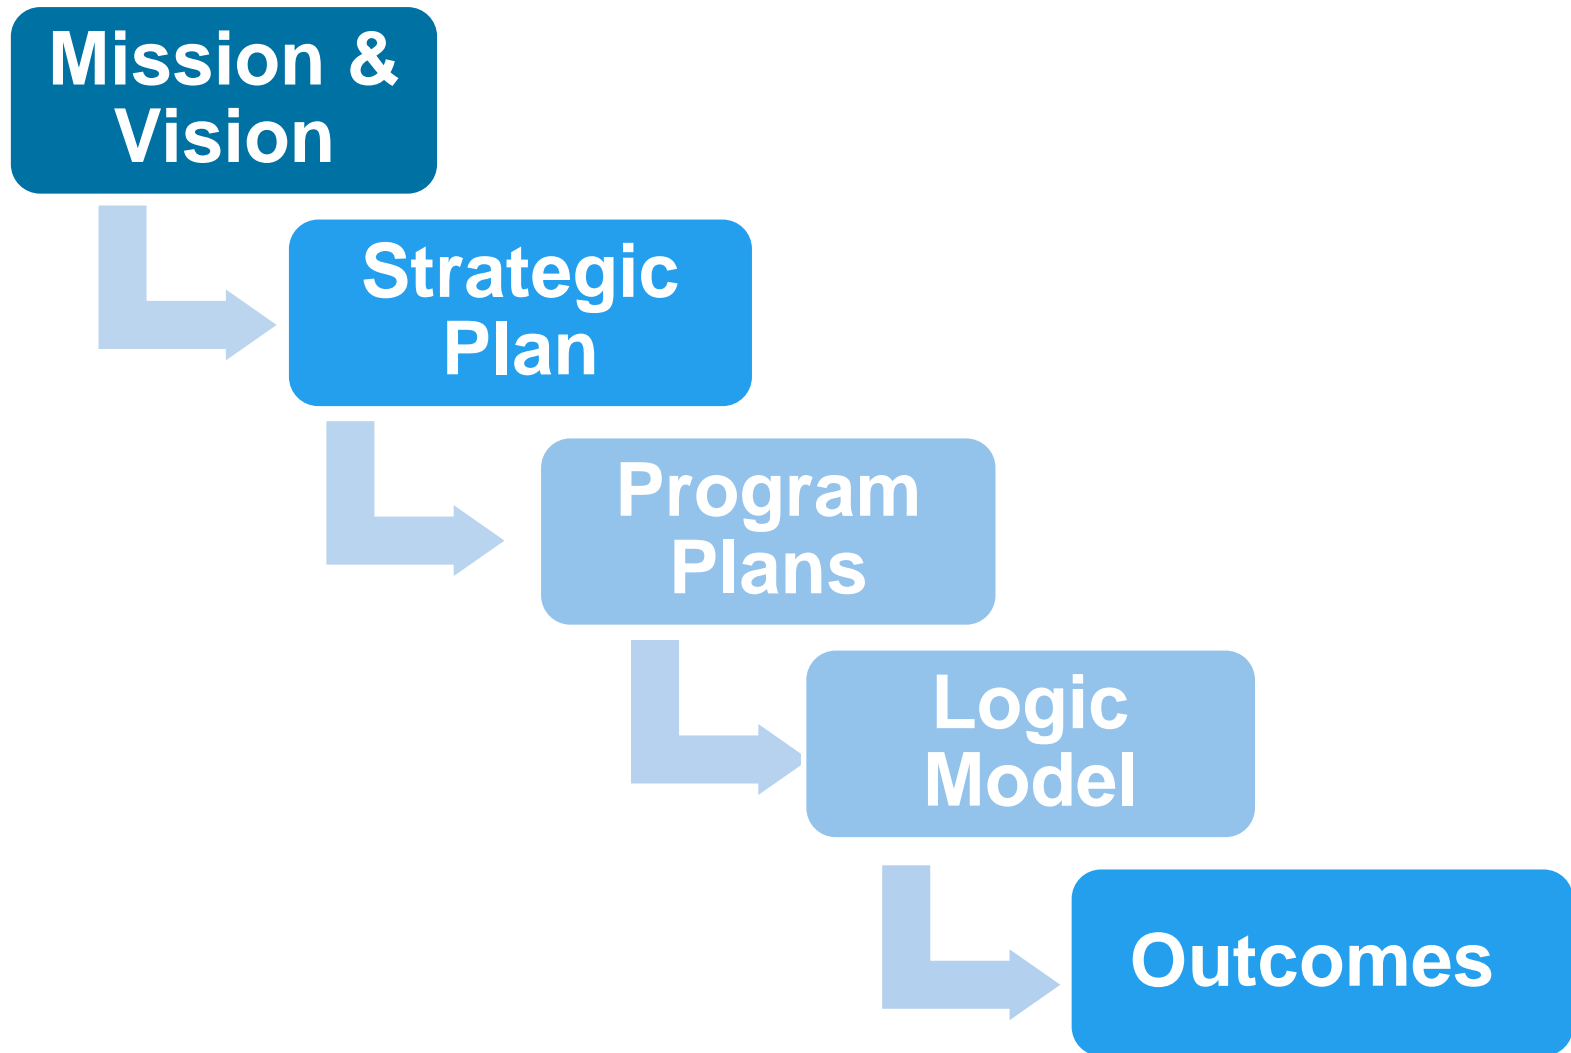 Mission &
Vision
Strategic
Plan
Program
Plans
Logic
Model
Outcomes